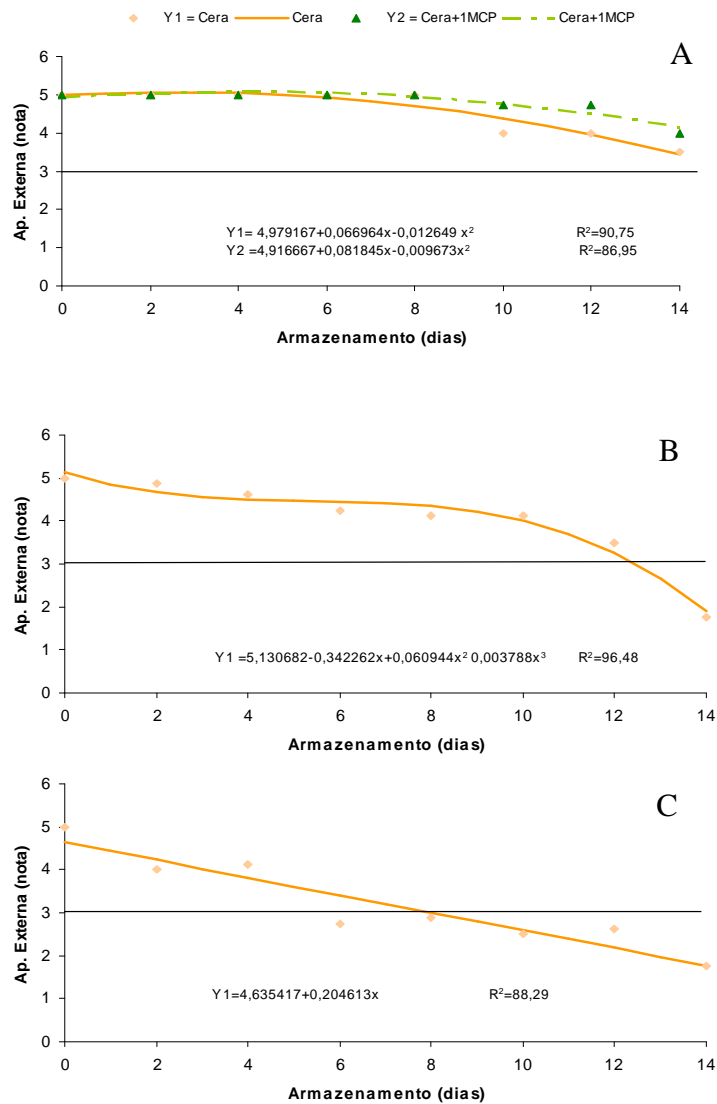 Y1 = Cera Cera Y2 = Cera+1MCP Cera+1MCP
A
Ap. Externa (nota)
6
5
4
3
2
1
0
Y1= 4,979167+0,066964x-0,012649 x² R²=90,75
Y2 =4,916667+0,081845x-0,009673x² R²=86,95
0 2 4 6 8 10 12 14
Armazenamento (dias)
B
Ap. Externa (nota)
6
5
4
3
2
1
0
Y1 =5,130682-0,342262x+0,060944x² 0,003788x³ R²=96,48
0 2 4 6 8 10 12 14
Armazenamento (dias)
C
Ap. Externa (nota)
6
5
4
3
2
1
0
Y1=4,635417+0,204613x R²=88,29
0 2 4 6 8 10 12 14
Armazenamento (dias)